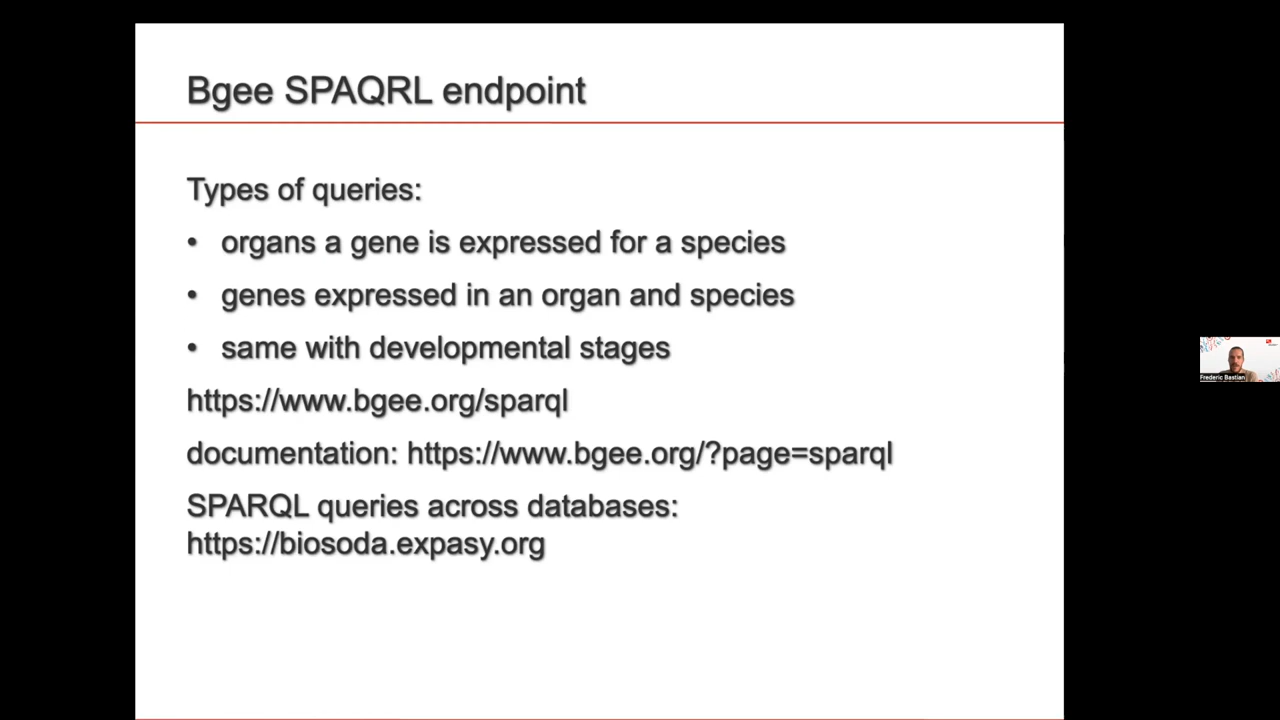 Bgee SPAQRL endpoint
Types of queries:
• organs a gene is expressed for a species
• genes expressed in an organ and species
• same with developmental stages
https://www.bgee.org/sparql
documentation: https://www.bgee.org/?page=sparql
SPARQL queries across databases:
https://biosoda.expasy.org
Frederic Bastian